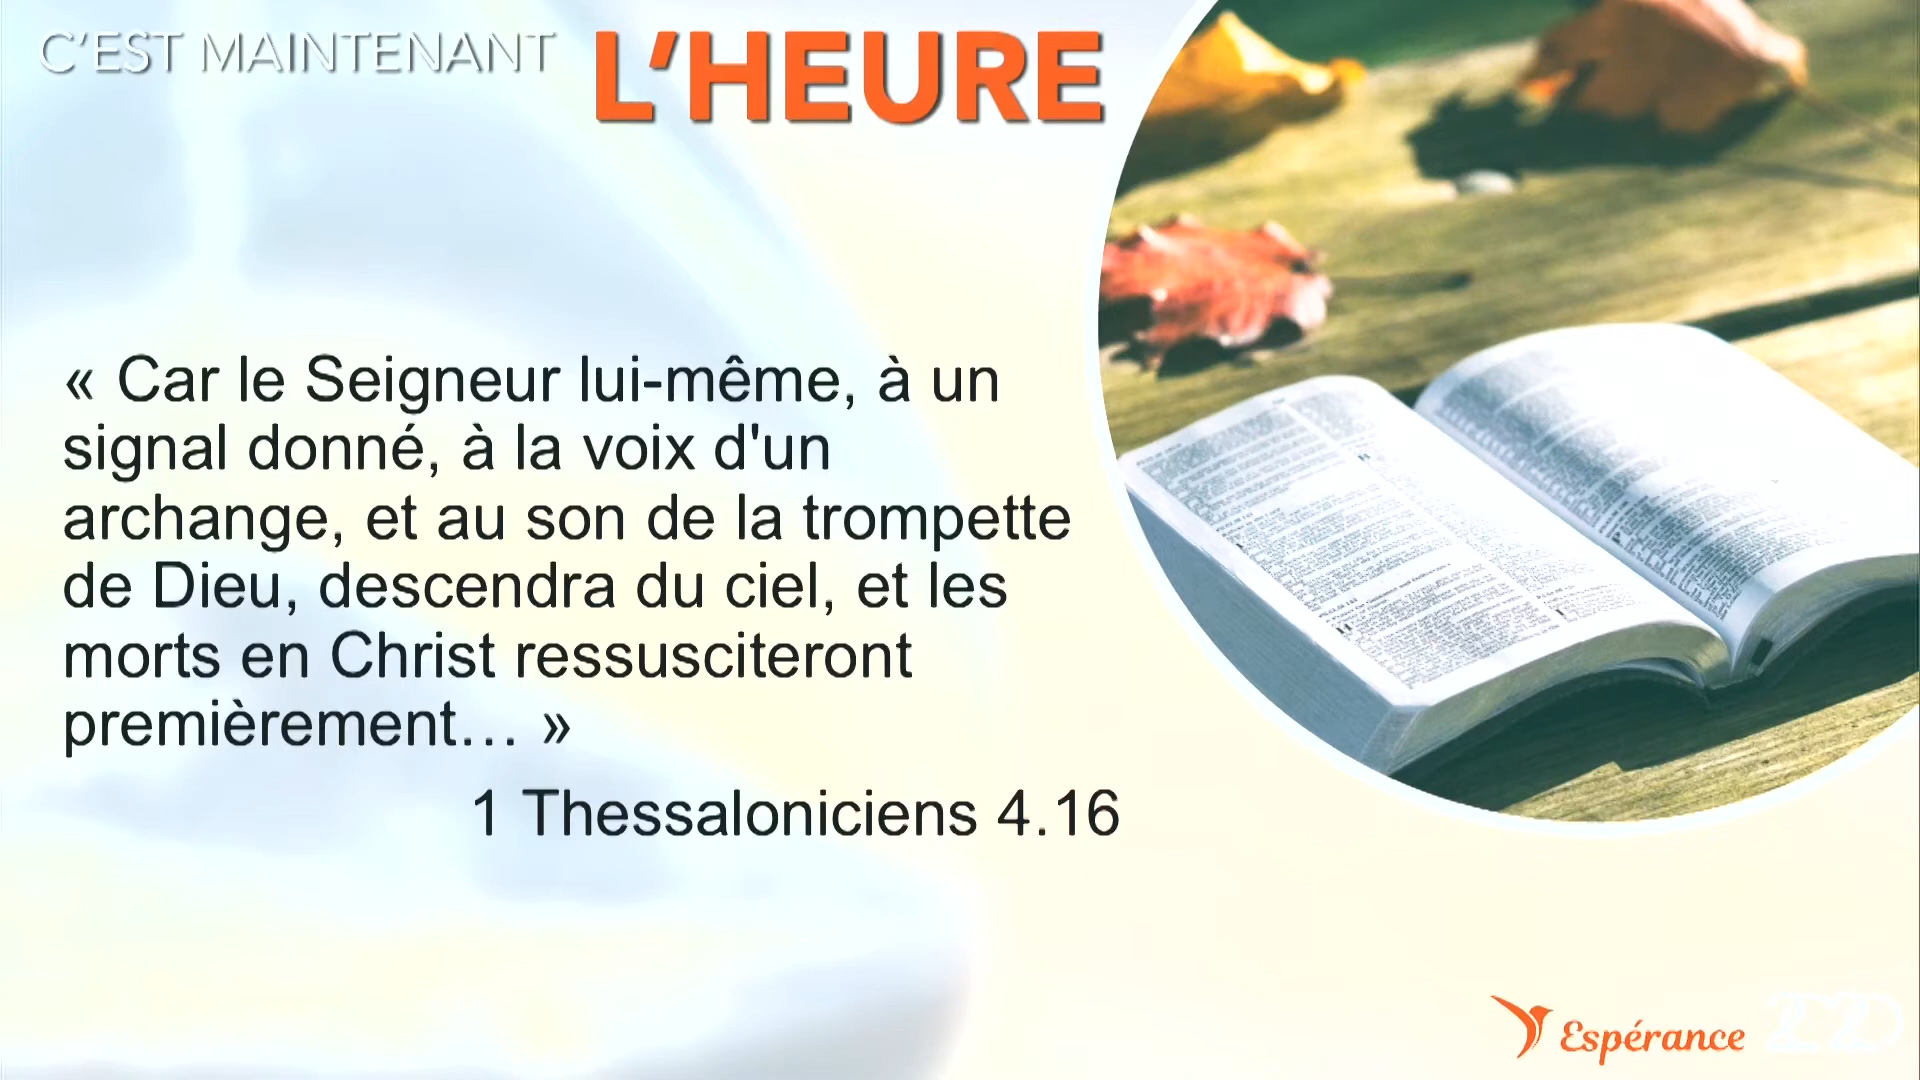 C'EST MAINTENANT L'HEURE
« Car le Seigneur lui-même, à un
signal donné, à la voix d'un
archange, et au son de la trompette
de Dieu, descendra du ciel, et les
morts en Christ ressusciteront
premièrement… »
1 Thessaloniciens 4.16
Espérance 2020